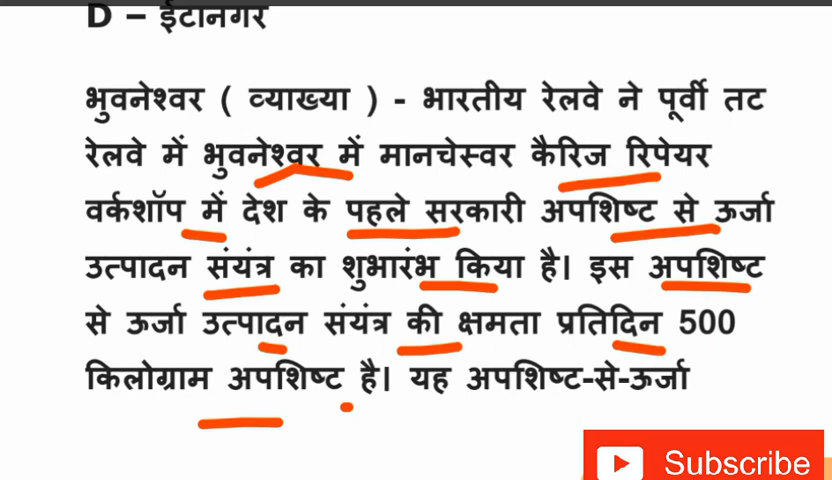 D – ईटानगर
भुवनेश्वर ( व्याख्या ) - भारतीय रेलवे ने पूर्वी तट
रेलवे में भुवनेश्वर में मानचेस्वर कैरिज रिपेयर
वर्कशॉप में देश के पहले सरकारी अपशिष्ट से ऊर्जा
उत्पादन संयंत्र का शुभारंभ किया है। इस अपशिष्ट
से ऊर्जा उत्पादन संयंत्र की क्षमता प्रतिदिन 500
किलोग्राम अपशिष्ट है। यह अपशिष्ट-से-ऊर्जा
Subscribe